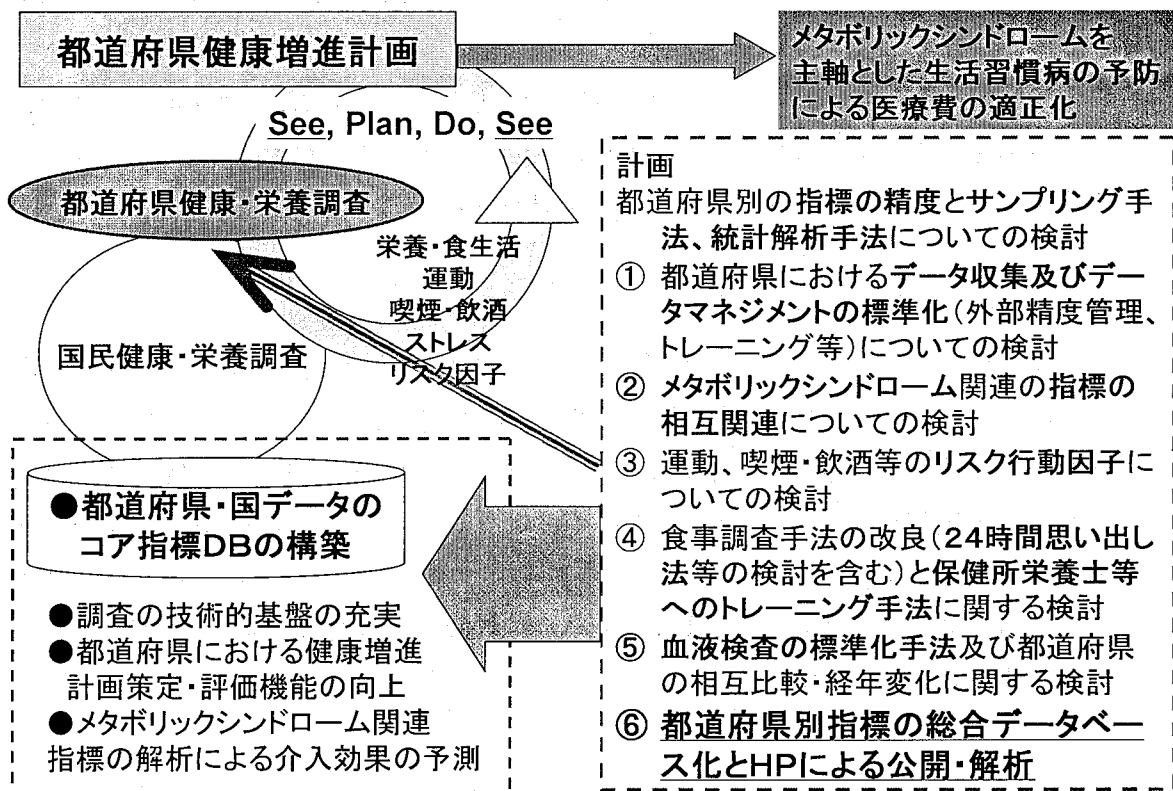 都道府県健康増進計画
メタボリックシンドロームを
主軸とした生活習慣病の予防
による医療費の適正化
See, Plan, Do, See
都道府県健康・栄養調査
栄養・食生活
運動
喫煙・飲酒
ストレス
リスク因子
国民健康・栄養調査
●都道府県・国データの
コア指標DBの構築
●調査の技術的基盤の充実
●都道府県における健康増進
計画策定・評価機能の向上
●メタボリックシンドローム関連
指標の解析による介入効果の予測
計画
都道府県別の指標の精度とサンプリング手
法、統計解析手法についての検討
① 都道府県におけるデータ収集及びデー
タマネジメントの標準化（外部精度管理、
トレーニング等）についての検討
② メタボリックシンドローム関連の指標の
相互関連についての検討
③ 運動、喫煙・飲酒等のリスク行動因子に
ついての検討
④ 食事調査手法の改良（24時間思い出し
法等の検討を含む）と保健所栄養士等
へのトレーニング手法に関する検討
⑤ 血液検査の標準化手法及び都道府県
の相互比較・経年変化に関する検討
⑥ 都道府県別指標の総合データベー
ス化とHPによる公開・解析